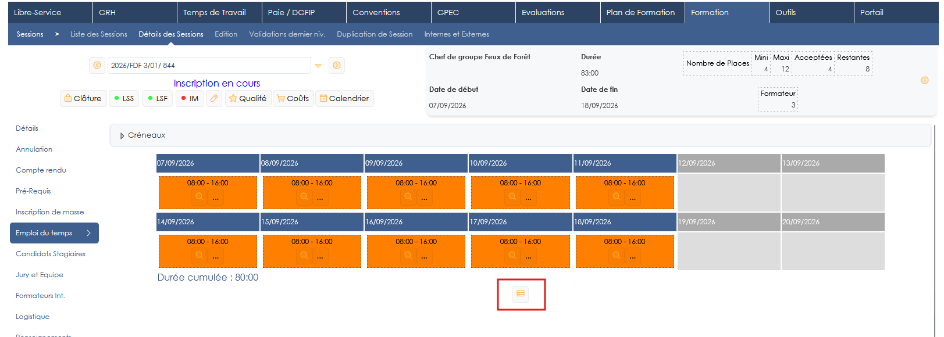 Libre-Service GRH Temps de Travail Paie / DGFIP Conventions GPEC Evaluations Plan de Formation Formation Outils Portail
Sessions > Liste des Sessions Détails des Sessions Edition Validations dernier niv. Duplication de Session Internes et Externes
2026/FDF 3/01/ 844
Inscription en cours
Clôture LSS LSF IM Qualité Coûts Calendrier
Chef de groupe Feux de Forêt Durée
83:00
Date de début Date de fin
07/09/2026 18/09/2026
Nombre de Places Mini Maxi Acceptées Restantes
4 12 4 8
Formateur
3
Détails
Annulation
Compte rendu
Pré-Requis
Inscription de masse
Emploi du temps >
Candidats Stagiaires
Jury et Equipe
Formateurs Int.
Logistique
Renseignements
Créneaux
07/09/2026 08/09/2026 09/09/2026 10/09/2026 11/09/2026 12/09/2026 13/09/2026
08:00 - 16:00 08:00 - 16:00 08:00 - 16:00 08:00 - 16:00 08:00 - 16:00
... ... ... ... ...
14/09/2026 15/09/2026 16/09/2026 17/09/2026 18/09/2026 19/09/2026 20/09/2026
08:00 - 16:00 08:00 - 16:00 08:00 - 16:00 08:00 - 16:00 08:00 - 16:00
... ... ... ... ...
Durée cumulée : 80:00